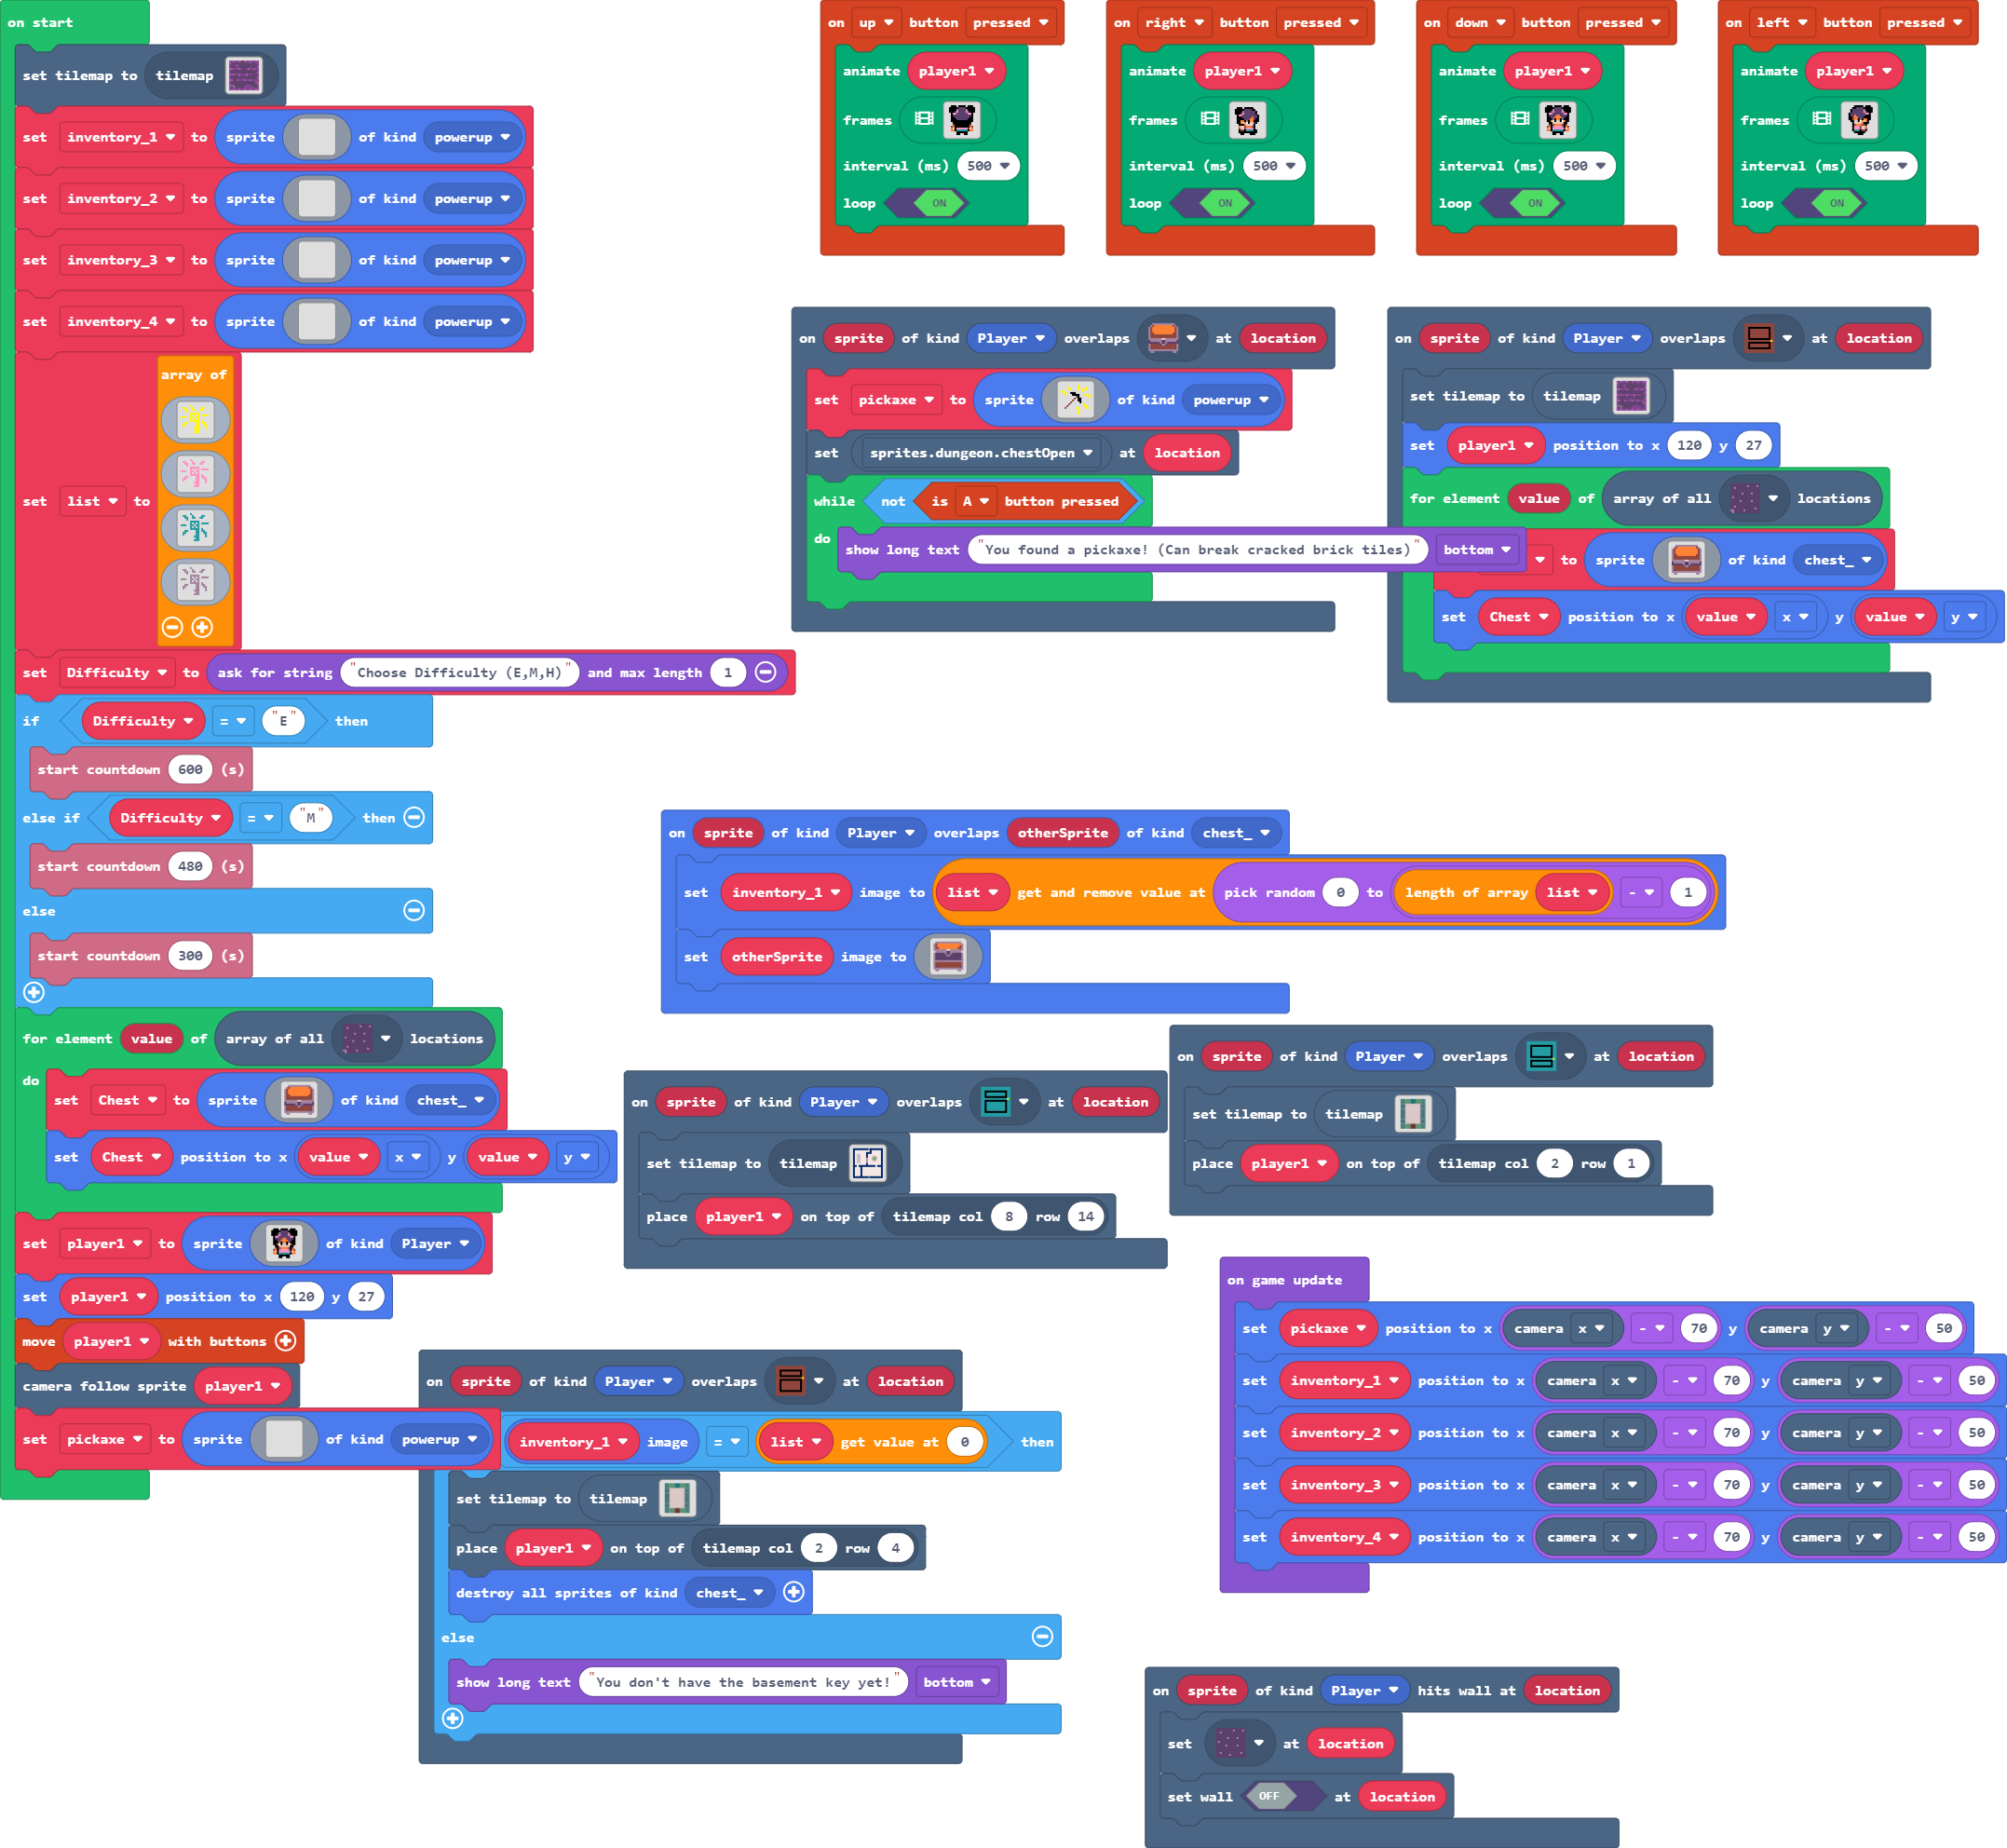 on start
set tilemap to tilemap
set inventory_1 to sprite of kind powerup
set inventory_2 to sprite of kind powerup
set inventory_3 to sprite of kind powerup
set inventory_4 to sprite of kind powerup
set list to array of
set Difficulty to ask for string "Choose Difficulty (E,M,H)" and max length 1
if Difficulty = "E" then
start countdown 600 (s)
else if Difficulty = "M" then
start countdown 480 (s)
else
start countdown 300 (s)
for element value of array of all locations
do
set Chest to sprite of kind chest_
set Chest position to x value x y value y
set player1 to sprite of kind Player
set player1 position to x 120 y 27
move player1 with buttons
camera follow sprite player1
set pickaxe to sprite of kind powerup
on up button pressed
animate player1
frames
interval (ms) 500
loop ON
on right button pressed
animate player1
frames
interval (ms) 500
loop ON
on down button pressed
animate player1
frames
interval (ms) 500
loop ON
on left button pressed
animate player1
frames
interval (ms) 500
loop ON
on sprite of kind Player overlaps at location
set pickaxe to sprite of kind powerup
set sprites.dungeon.chestOpen at location
while not is A button pressed
do
show long text "You found a pickaxe! (Can break cracked brick tiles)" bottom
on sprite of kind Player overlaps at location
set tilemap to tilemap
set player1 position to x 120 y 27
for element value of array of all locations
to sprite of kind chest_
set Chest position to x value x y value y
on sprite of kind Player overlaps otherSprite of kind chest_
set inventory_1 image to list get and remove value at pick random 0 to length of array list - 1
set otherSprite image to
on sprite of kind Player overlaps at location
set tilemap to tilemap
place player1 on top of tilemap col 8 row 14
on sprite of kind Player overlaps at location
set tilemap to tilemap
place player1 on top of tilemap col 2 row 1
on game update
set pickaxe position to x camera x - 70 y camera y - 50
set inventory_1 position to x camera x - 70 y camera y - 50
set inventory_2 position to x camera x - 70 y camera y - 50
set inventory_3 position to x camera x - 70 y camera y - 50
set inventory_4 position to x camera x - 70 y camera y - 50
on sprite of kind Player overlaps at location
inventory_1 image = list get value at 0 then
set tilemap to tilemap
place player1 on top of tilemap col 2 row 4
destroy all sprites of kind chest_
else
show long text "You don't have the basement key yet!" bottom
on sprite of kind Player hits wall at location
set at location
set wall OFF at location